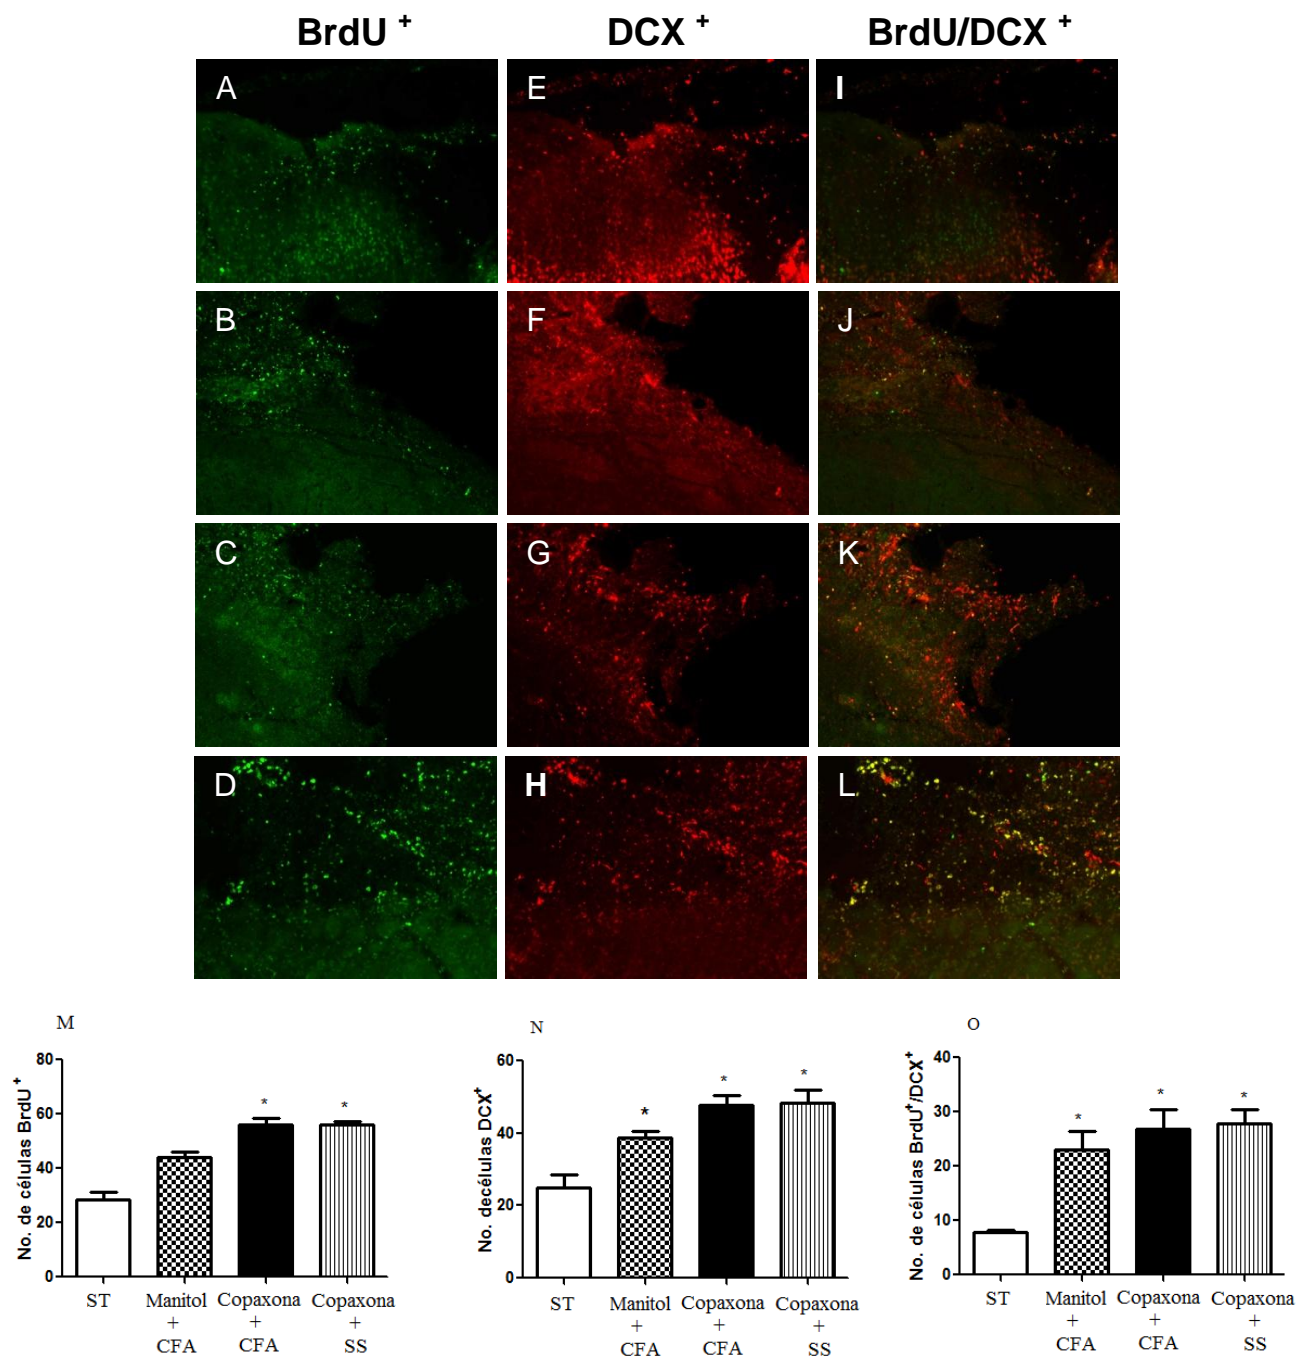 BrdU +
DCX +
BrdU/DCX +
A
E
I
B
F
J
C
G
K
D
H
L
M
No. de células BrdU+
80
60
40
20
0
*
*
ST
Manitol
+
CFA
Copaxona
+
CFA
Copaxona
+
SS
N
No. decélulas DCX+
60
40
20
0
*
*
*
ST
Manitol
+
CFA
Copaxona
+
CFA
Copaxona
+
SS
O
No. de células BrdU+/DCX+
40
30
20
10
0
*
*
*
ST
Manitol
+
CFA
Copaxona
+
CFA
Copaxona
+
SS